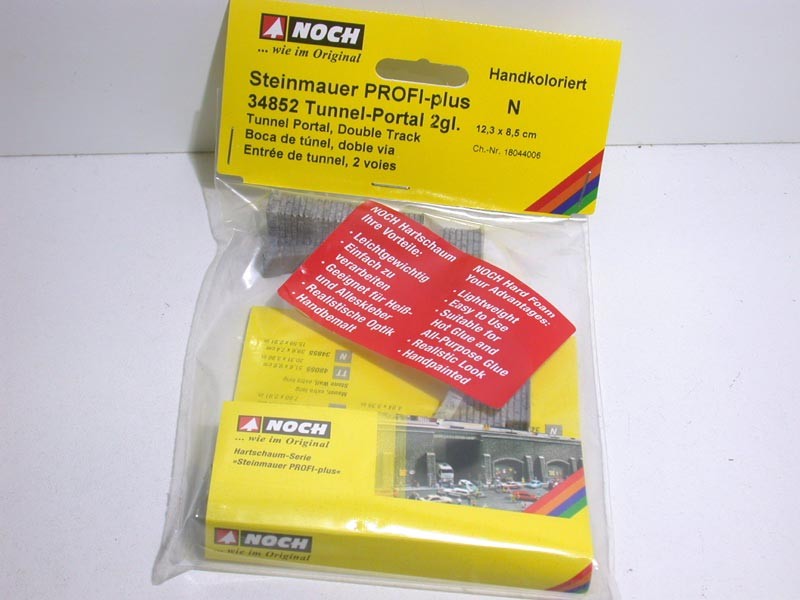 NOCH
... wie im Original
Steinmauer PROFI-plus
34852 Tunnel-Portal 2gl.
Tunnel Portal, Double Track
Boca de túnel, doble via
Entrée de tunnel, 2 voies
Handkoloriert
N
12,3 x 8,5 cm
Ch.-Nr. 18044006
NOCH Hartschaum
Ihre Vorteile:
· Leichtgewichtig
· Einfach zu
verarbeiten
· Geeignet für Heiß-
und Alleskleber
· Realistische Optik
· Handbemalt
NOCH Hard Foam
Your Advantages:
· Lightweight
· Easy to Use
· Suitable for
Hot Glue and
All-Purpose Glue
· Realistic Look
· Handpainted
N 34858
TT
N
NOCH
... wie im Original
Hartschaum-Serie
»Steinmauer PROFI-plus«
NOCH
... wie im Original